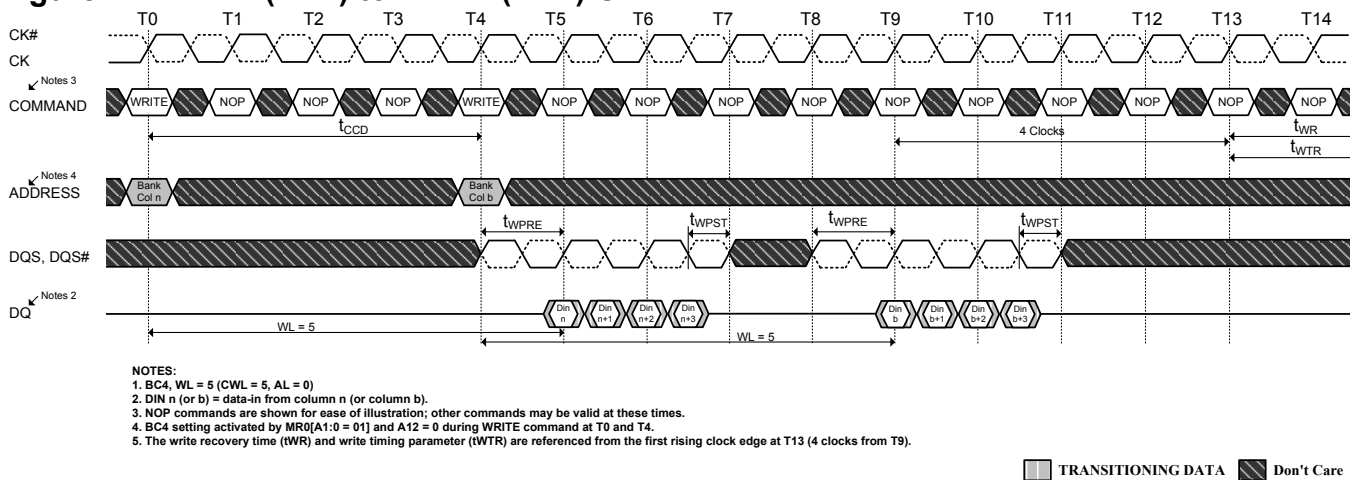 T0 T1 T2 T3 T4 T5 T6 T7 T8 T9 T10 T11 T12 T13 T14
CK#
CK
Notes 3
COMMAND
WRITE NOP NOP NOP WRITE NOP NOP NOP NOP NOP NOP NOP NOP NOP NOP
tCCD
4 Clocks
tWR
tWTR
Notes 4
ADDRESS
Bank
Col n
Bank
Col b
tWPRE tWPST tWPRE tWPST
DQS, DQS#
Notes 2
DQ
Din
n
Din
n+1
Din
n+2
Din
n+3
Din
b
Din
b+1
Din
b+2
Din
b+3
WL = 5
WL = 5
NOTES:
1. BC4, WL = 5 (CWL = 5, AL = 0)
2. DIN n (or b) = data-in from column n (or column b).
3. NOP commands are shown for ease of illustration; other commands may be valid at these times.
4. BC4 setting activated by MR0[A1:0 = 01] and A12 = 0 during WRITE command at T0 and T4.
5. The write recovery time (tWR) and write timing parameter (tWTR) are referenced from the first rising clock edge at T13 (4 clocks from T9).
TRANSITIONING DATA Don't Care